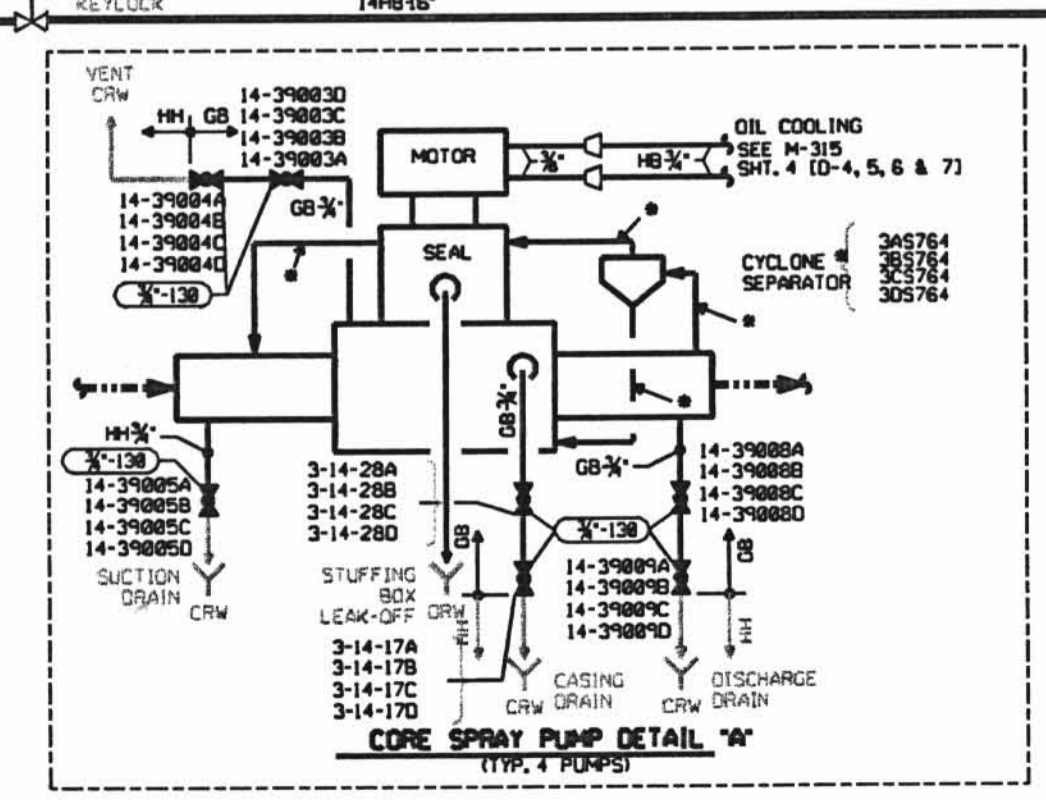 KEYLOCK
14HB-16"
VENT
CRW
HH
GB
14-39003D
14-39003C
14-39003B
14-39003A
14-39004A
14-39004B
14-39004C
14-39004D
¾"-130
GB-¾"
MOTOR
HB-¾"
OIL COOLING
SEE M-315
SHT. 4 [D-4, 5, 6 & 7]
SEAL
*
*
CYCLONE *
SEPARATOR
3AS764
3BS764
3CS764
3DS764
*
*
HH-¾"
¾"-130
14-39005A
14-39005B
14-39005C
14-39005D
SUCTION
DRAIN
CRW
GB-¾"
3-14-28A
3-14-28B
3-14-28C
3-14-28D
STUFFING
BOX
LEAK-OFF
CRW
GB
HH
3-14-17A
3-14-17B
3-14-17C
3-14-17D
¾"-130
GB-¾"
14-39008A
14-39008B
14-39008C
14-39008D
14-39009A
14-39009B
14-39009C
14-39009D
GB
HH
CRW
CASING
DRAIN
CRW
DISCHARGE
DRAIN
CORE SPRAY PUMP DETAIL "A"
(TYP. 4 PUMPS)